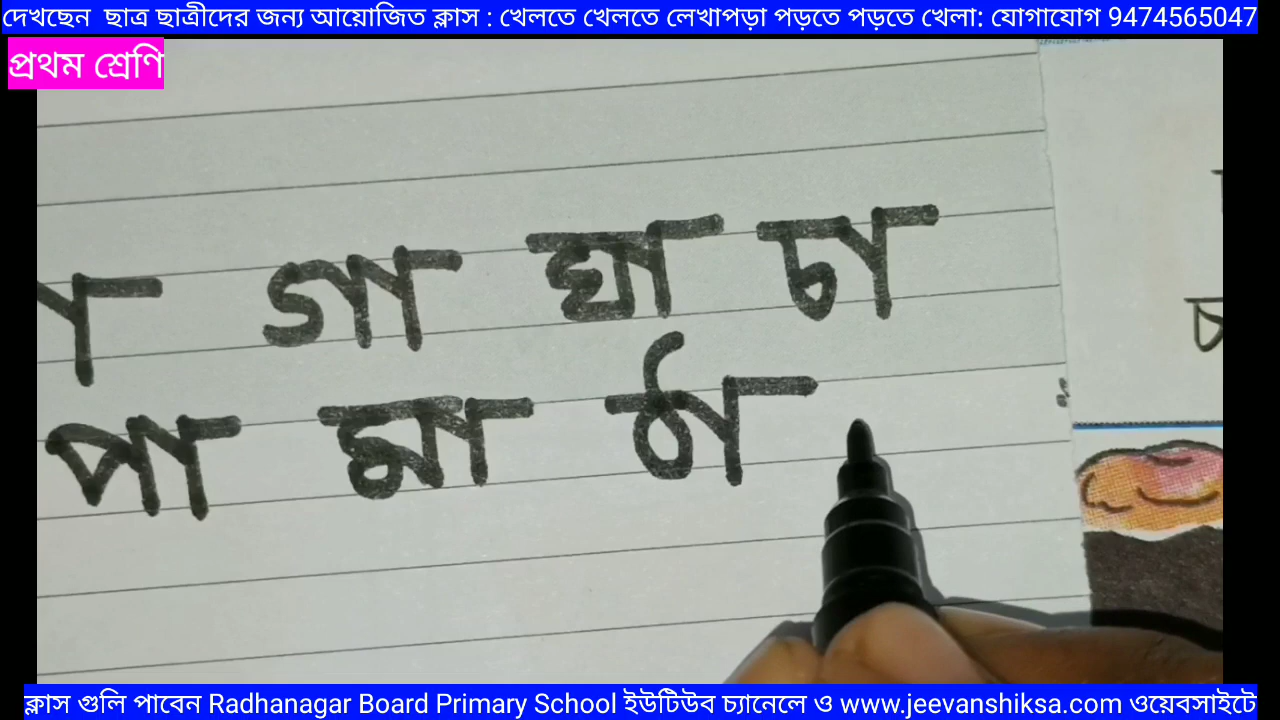 দেখছেন ছাত্র ছাত্রীদের জন্য আয়োজিত ক্লাস : খেলতে খেলতে লেখাপড়া পড়তে পড়তে খেলা: যোগাযোগ 9474565047
প্রথম শ্রেণি
গা ঘা চা
পা মা ঠা
ক্লাস গুলি পাবেন Radhanagar Board Primary School ইউটিউব চ্যানেলে ও www.jeevanshiksa.com ওয়েবসাইটে